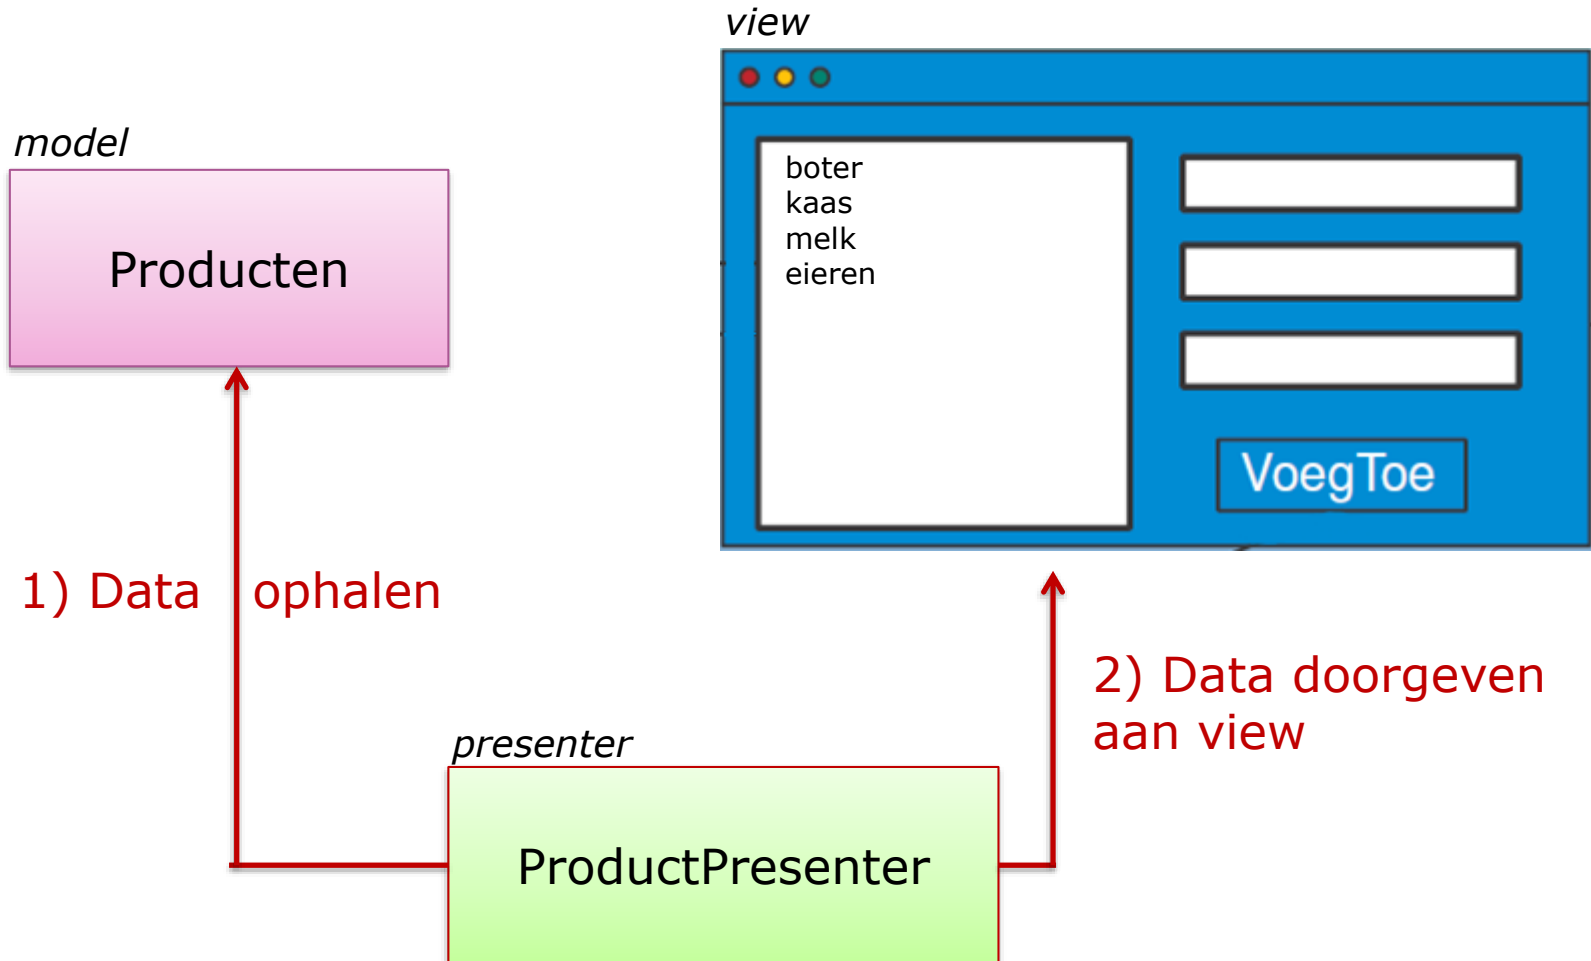 view
model
Producten
boter
kaas
melk
eieren
VoegToe
1) Data ophalen
2) Data doorgeven
aan view
presenter
ProductPresenter